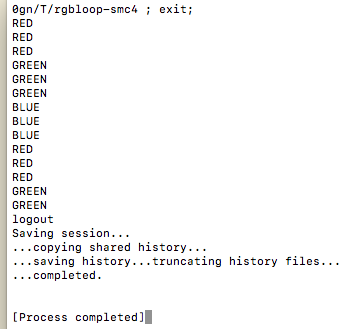 0gn/T/rgbloop-smc4 ; exit;
RED
RED
RED
GREEN
GREEN
GREEN
BLUE
BLUE
BLUE
RED
RED
RED
GREEN
GREEN
logout
Saving session...
...copying shared history...
...saving history...truncating history files...
...completed.
[Process completed]